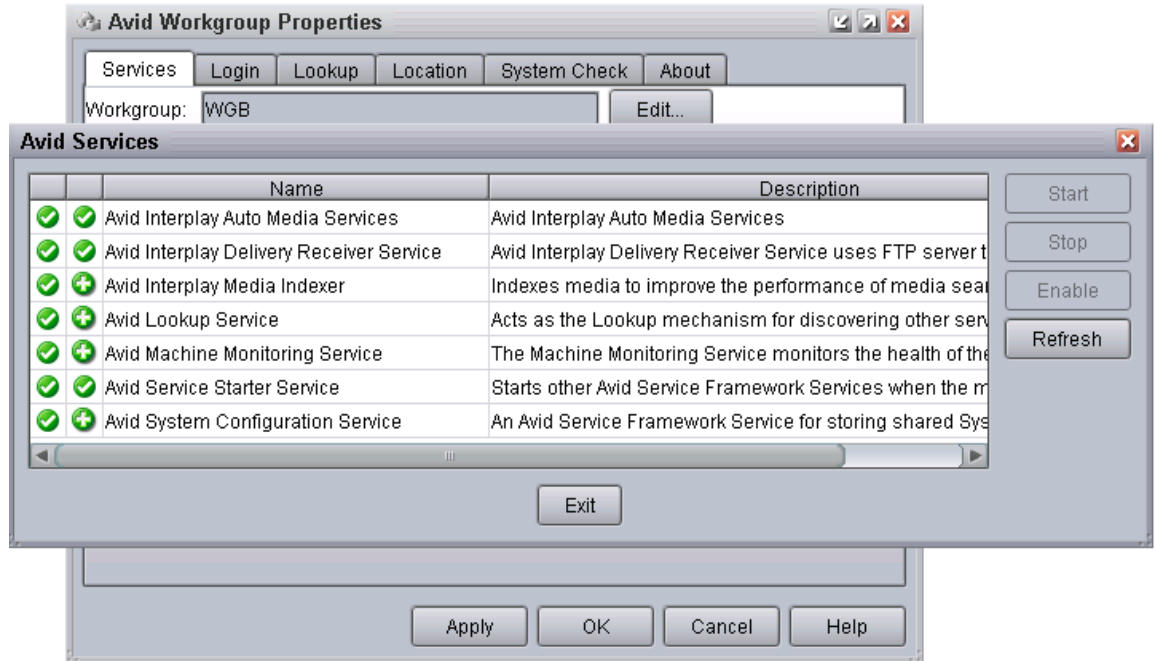 Avid Workgroup Properties
Services Login Lookup Location System Check About
Workgroup: WGB Edit...
Avid Services
Name Description
Avid Interplay Auto Media Services Avid Interplay Auto Media Services
Avid Interplay Delivery Receiver Service Avid Interplay Delivery Receiver Service uses FTP server t
Avid Interplay Media Indexer Indexes media to improve the performance of media sear
Avid Lookup Service Acts as the Lookup mechanism for discovering other serv
Avid Machine Monitoring Service The Machine Monitoring Service monitors the health of the
Avid Service Starter Service Starts other Avid Service Framework Services when the m
Avid System Configuration Service An Avid Service Framework Service for storing shared Sys
Start
Stop
Enable
Refresh
Exit
Apply OK Cancel Help